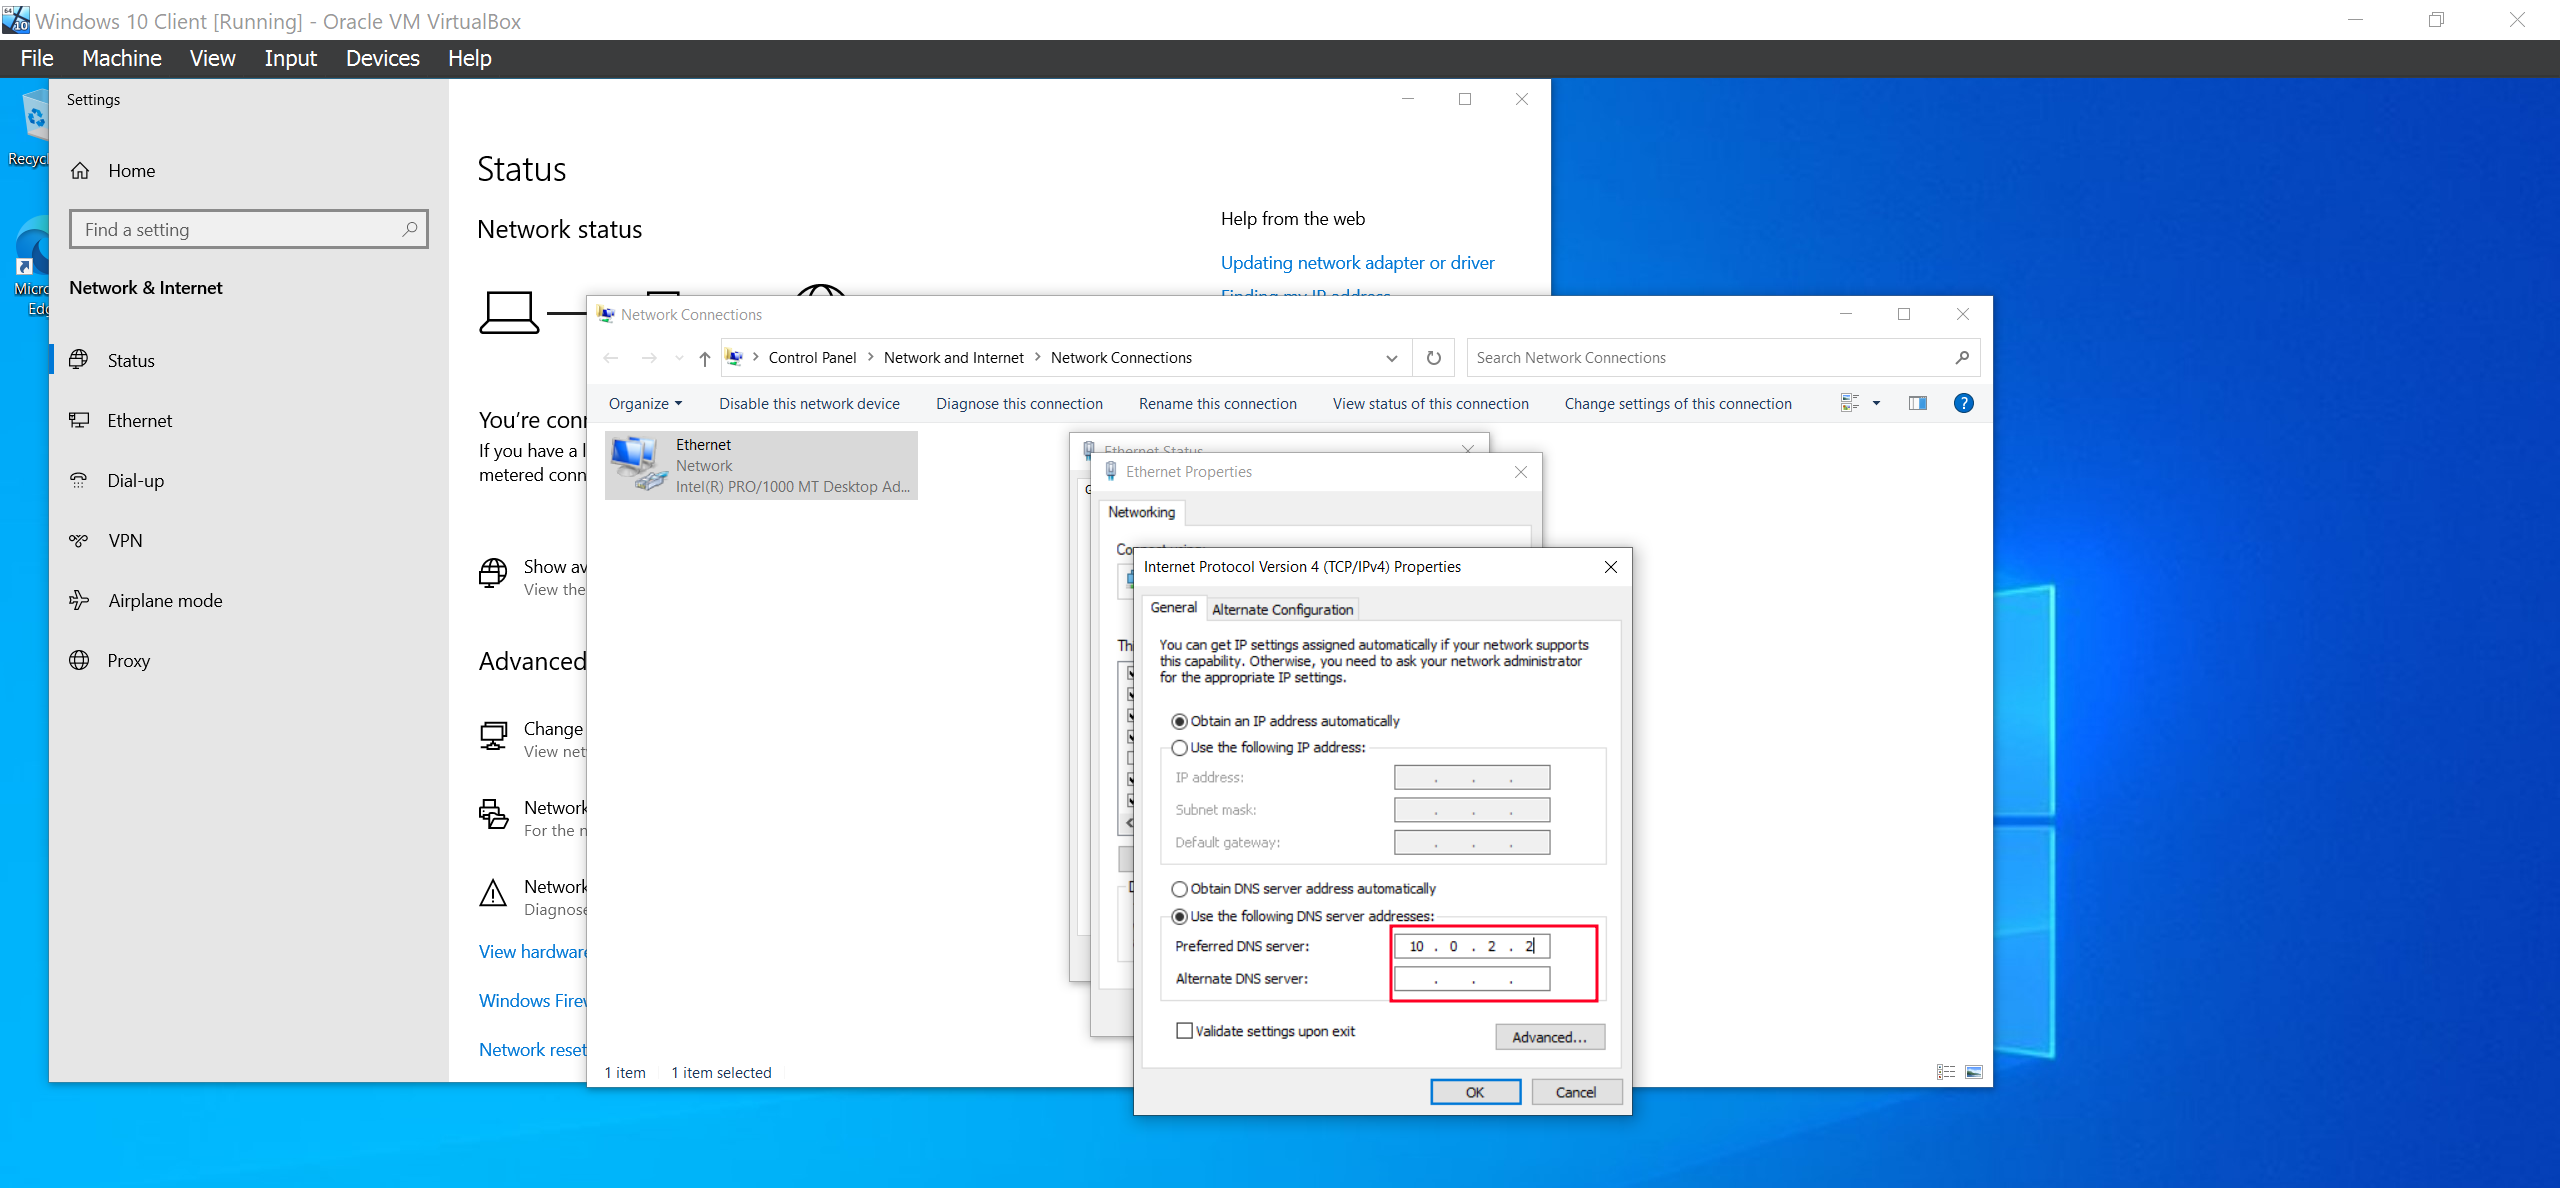 Windows 10 Client [Running] - Oracle VM VirtualBox
File Machine View Input Devices Help
Settings
Home
Find a setting
Network & Internet
Status
Ethernet
Dial-up
VPN
Airplane mode
Proxy
Status
Network status
Help from the web
Updating network adapter or driver
Finding my IP address
You're
If you have a
metered
Show
View the
Advanced
Change
View
Network
For the
Network
View
Windows
Network reset
Network Connections
Control Panel Network and Internet Network Connections
Search Network Connections
Organize Disable this network device Diagnose this connection Rename this connection View status of this connection Change settings of this connection
Ethernet
Network
Intel(R) PRO/1000 MT Desktop Ad...
1 item 1 item selected
Ethernet Status
Ethernet Properties
Networking
Internet Protocol Version 4 (TCP/IPv4) Properties
General Alternate Configuration
You can get IP settings assigned automatically if your network supports
this capability. Otherwise, you need to ask your network administrator
for the appropriate IP settings.
Obtain an IP address automatically
Use the following IP address:
IP address: . . .
Subnet mask: . . .
Default gateway: . . .
Obtain DNS server address automatically
Use the following DNS server addresses:
Preferred DNS server: 10 . 0 . 2 . 2
Alternate DNS server: . . .
Validate settings upon exit
Advanced...
OK Cancel